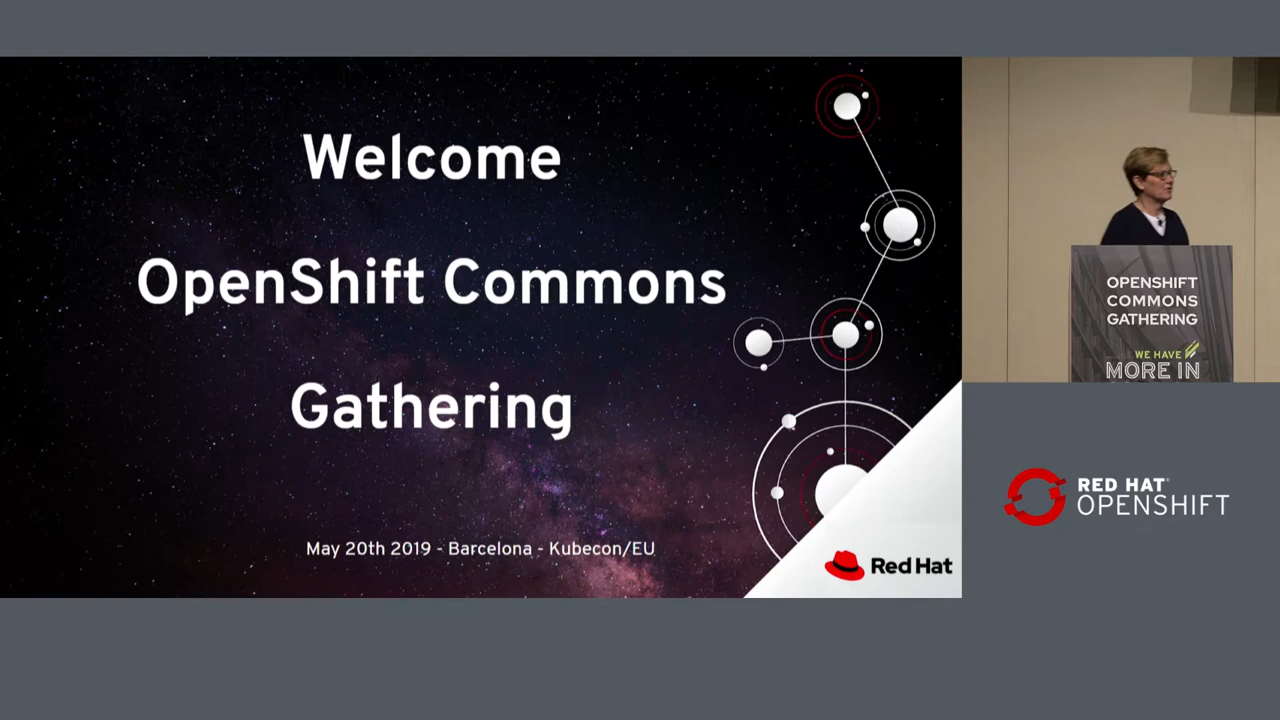 Welcome
OpenShift Commons
Gathering
May 20th 2019 - Barcelona - Kubecon/EU
Red Hat
OPENSHIFT
COMMONS
GATHERING
WE HAVE
MORE IN
RED HAT
OPENSHIFT